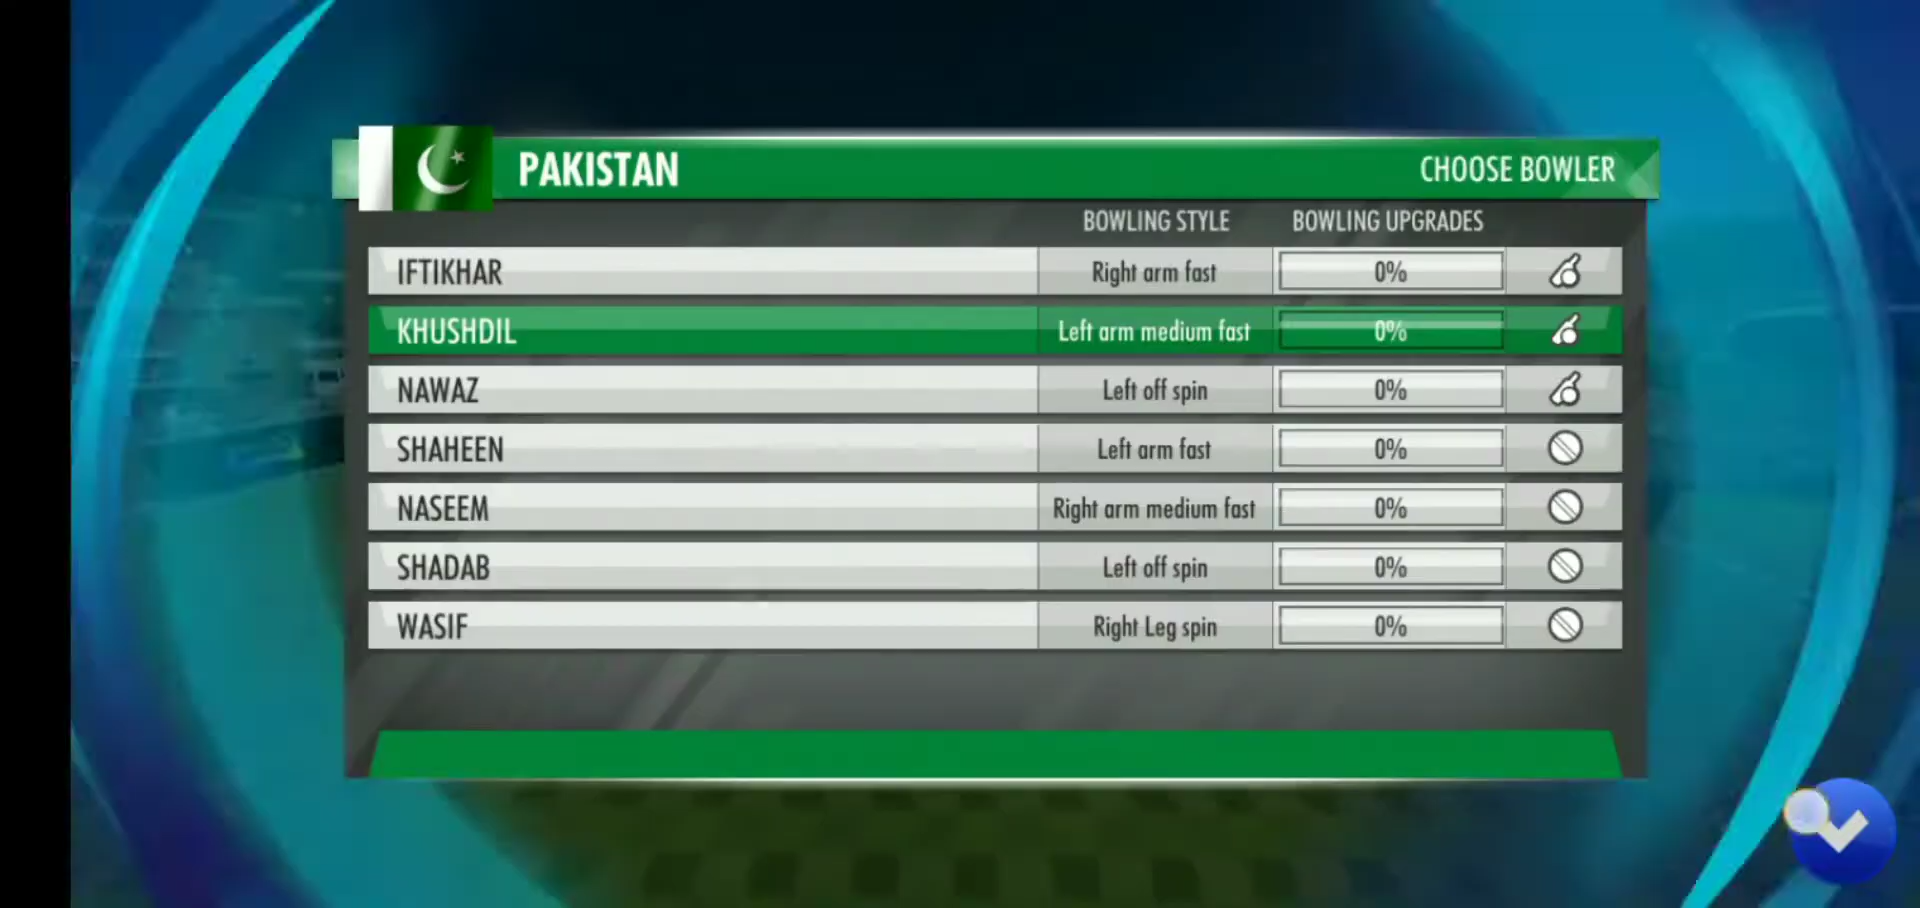 PAKISTAN CHOOSE BOWLER
BOWLING STYLE BOWLING UPGRADES
IFTIKHAR Right arm fast 0%
KHUSHDIL Left arm medium fast 0%
NAWAZ Left off spin 0%
SHAHEEN Left arm fast 0%
NASEEM Right arm medium fast 0%
SHADAB Left off spin 0%
WASIF Right Leg spin 0%